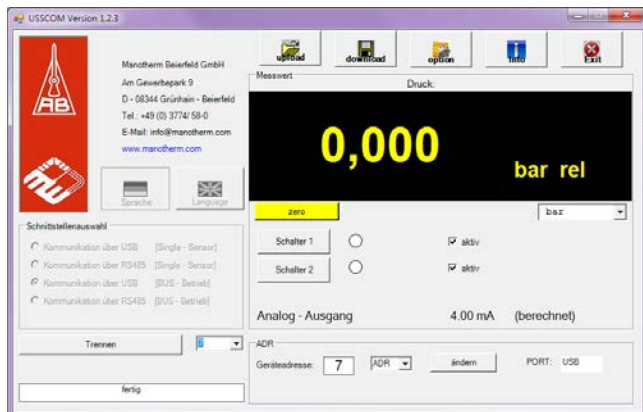 USSCOM Version 1.2.3
AB
Manotherm Beierfeld GmbH
Am Gewerbepark 9
D - 08344 Grünhain - Beierfeld
Tel.: +49 (0) 3774/ 58-0
E-Mail: info@manotherm.com
www.manotherm.com
Sprache
Language
upload
download
option
Info
Exit
Messwert
Druck:
0,000
bar rel
zero
bar
Schnittstellenauswahl
Kommunikation über USB [Single - Sensor]
Kommunikation über RS485 [Single - Sensor]
Kommunikation über USB [BUS - Betrieb]
Kommunikation über RS485 [BUS - Betrieb]
Schalter 1
aktiv
Schalter 2
aktiv
Analog - Ausgang 4.00 mA (berechnet)
Trennen
7
fertig
ADR
Geräteadresse: 7 ADR ändern PORT: USB